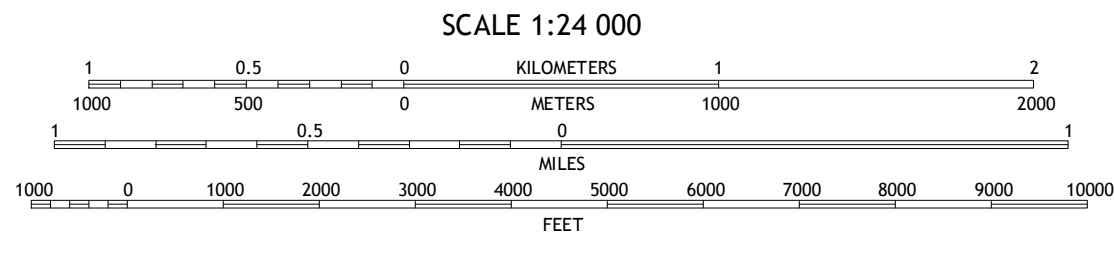 SCALE 1:24 000
1 0.5 0 KILOMETERS 1 2
1000 500 0 METERS 1000 2000
1 0.5 0 1
MILES
1000 0 1000 2000 3000 4000 5000 6000 7000 8000 9000 10000
FEET